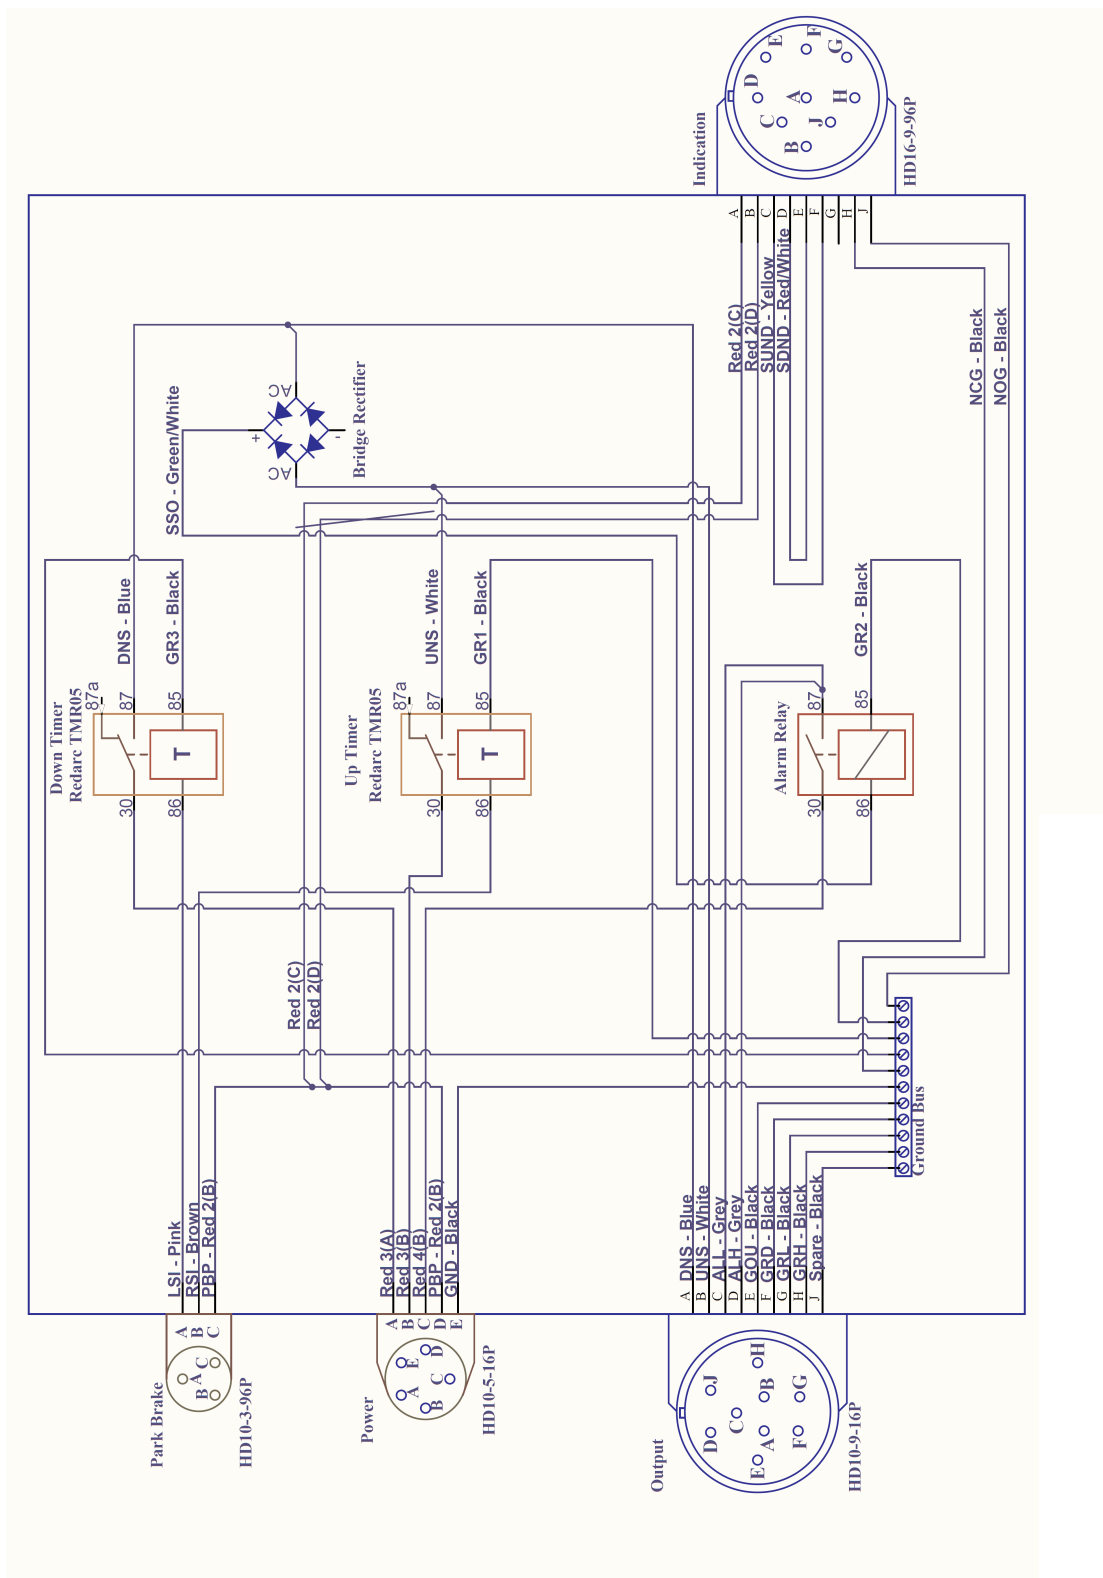 Indication
HD16-9-96P
A
B
C
D
E
F
G
H
J
A
B
C
D
E
F
G
H
J
Red 2(C)
Red 2(D)
SUND - Yellow
SDND - Red/White
NCG - Black
NOG - Black
AC
+
-
AC
Bridge Rectifier
SSO - Green/White
DNS - Blue
GR3 - Black
UNS - White
GR1 - Black
GR2 - Black
Down Timer
Redarc TMR05
87a
87
85
T
30
86
Up Timer
Redarc TMR05
87a
87
85
T
30
86
Alarm Relay
87
85
30
86
Red 2(C)
Red 2(D)
Ground Bus
LSI - Pink
RSI - Brown
PBP - Red 2(B)
A
B
C
Park Brake
A
B
C
HD10-3-96P
Red 3(A)
Red 3(B)
Red 4(B)
PBP - Red 2(B)
GND - Black
A
B
C
D
E
Power
A
B
C
D
E
HD10-5-16P
DNS - Blue
UNS - White
ALL - Grey
ALH - Grey
GOU - Black
GRD - Black
GRL - Black
GRH - Black
Spare - Black
A
B
C
D
E
F
G
H
J
Output
D
J
C
E
A
B
H
F
G
HD10-9-16P